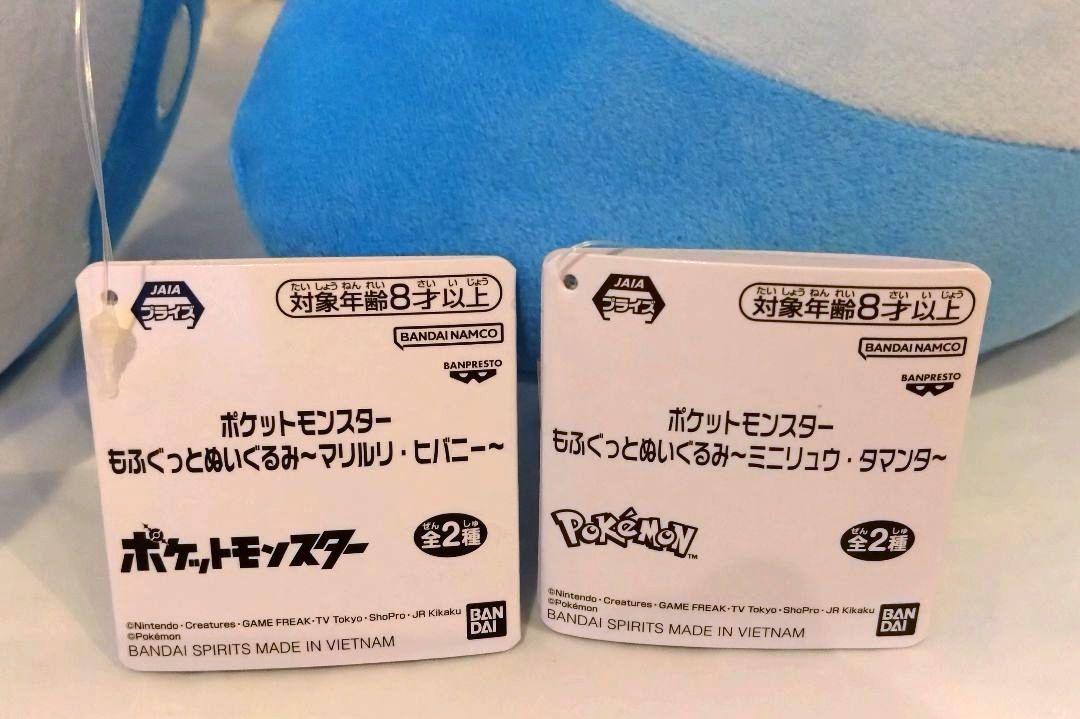 JAIA
プライズ
たいしょうねんれい さい いじょう
対象年齢8才以上
BANDAI NAMCO
BANPRESTO
ポケットモンスター
もふぐっとぬいぐるみ～マリルリ・ヒバニー～
ポケットモンスター
ぜん しゅ
全2種
©Nintendo・Creatures・GAME FREAK・TV Tokyo・ShoPro・JR Kikaku
©Pokémon
BANDAI SPIRITS MADE IN VIETNAM
BAN
DAI
JAIA
プライズ
たいしょうねんれい さい いじょう
対象年齢8才以上
BANDAI NAMCO
BANPRESTO
ポケットモンスター
もふぐっとぬいぐるみ～ミニリュウ・タマンタ～
POKéMON™
ぜん しゅ
全2種
©Nintendo・Creatures・GAME FREAK・TV Tokyo・ShoPro・JR Kikaku
©Pokémon
BANDAI SPIRITS MADE IN VIETNAM
BAN
DAI